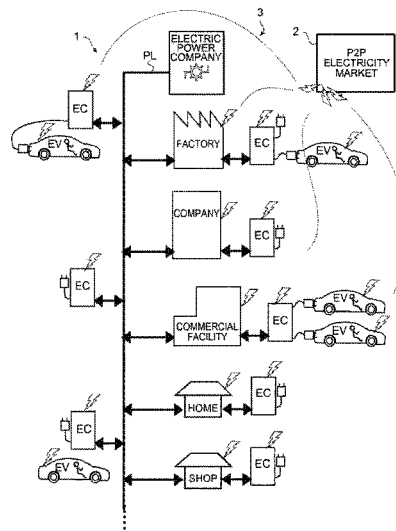 1
3
2
ELECTRIC
POWER
COMPANY
P2P
ELECTRICITY
MARKET
PL
EC
EV
FACTORY
EC
EV
COMPANY
EC
EC
COMMERCIAL
FACILITY
EC
EV
EV
HOME
EC
EC
EV
SHOP
EC